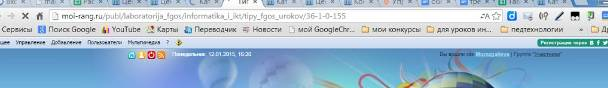 moi-rang.ru/publ/laboratorija_fgos/informatika_i_ikt/tipy_fgos_urokov/36-1-0-155
Сервисы Поиск Google YouTube Карты Переводчик Новости мой GoogleChr... мои конкурсы для уроков ин... педтехнологии
Управление Добавление Пользователи Мультимедиа ? Регистрация через
Понедельник 12.01.2015, 16:20 Вы вошли как | Группа